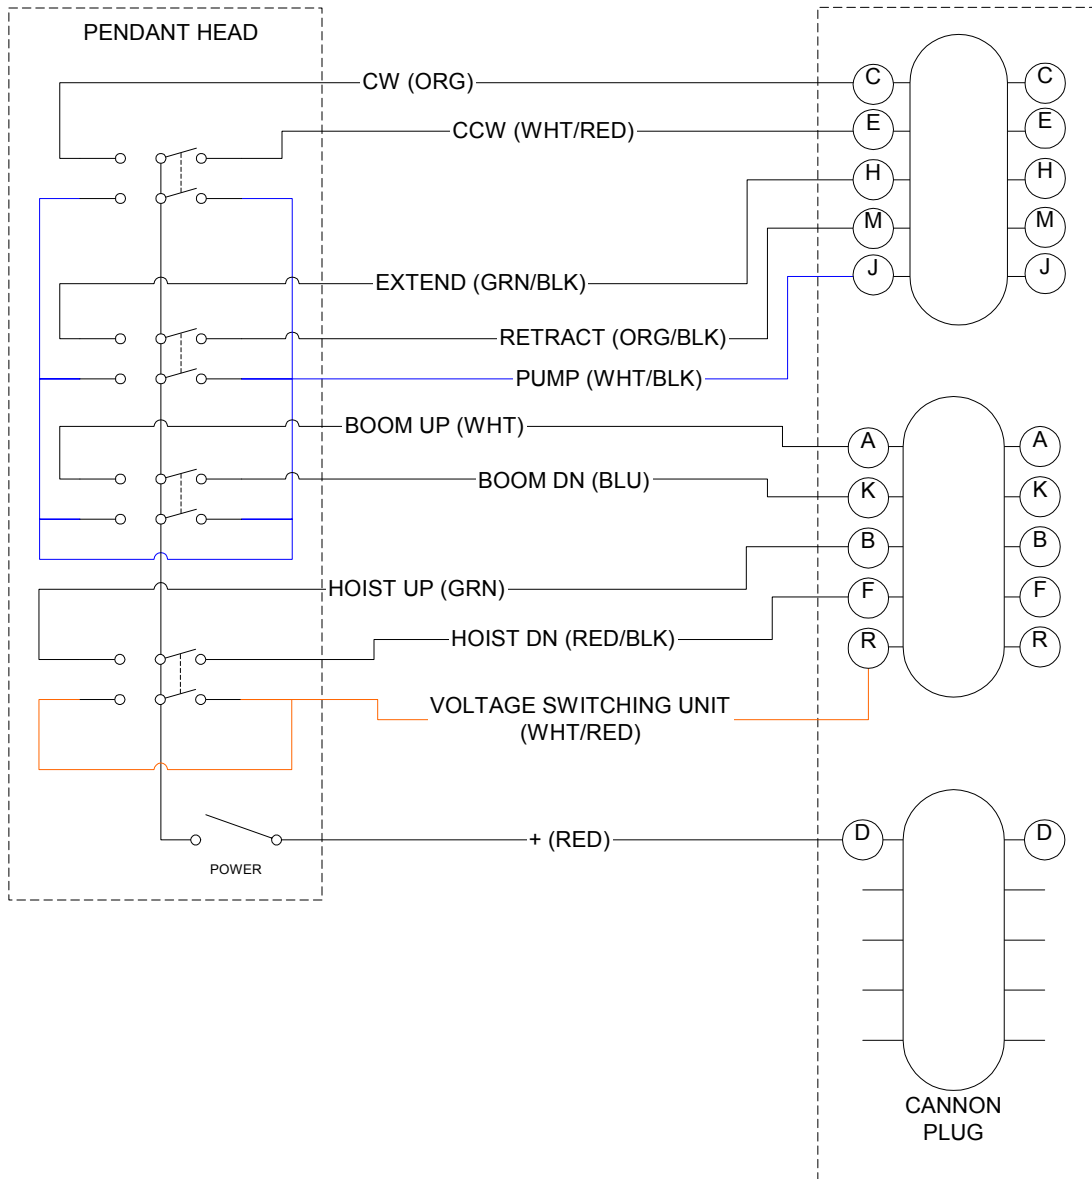 PENDANT HEAD
CW (ORG)
C
C
CCW (WHT/RED)
E
E
H
H
M
M
J
J
EXTEND (GRN/BLK)
RETRACT (ORG/BLK)
PUMP (WHT/BLK)
BOOM UP (WHT)
A
A
BOOM DN (BLU)
K
K
B
B
HOIST UP (GRN)
F
F
HOIST DN (RED/BLK)
R
R
VOLTAGE SWITCHING UNIT
(WHT/RED)
+ (RED)
D
D
POWER
CANNON
PLUG